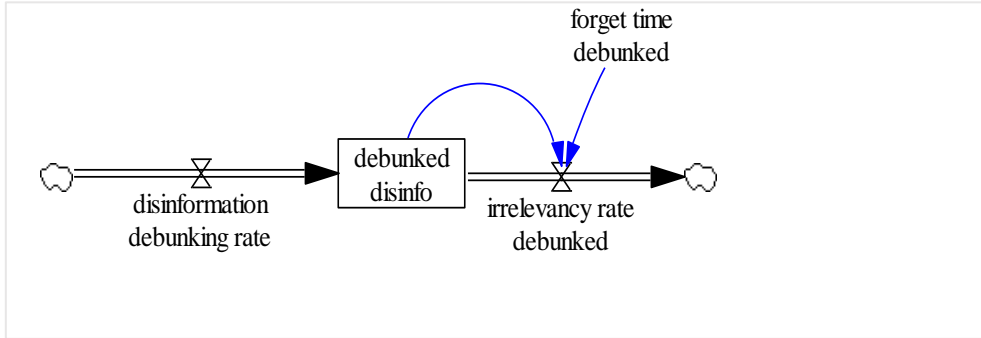 forget time
debunked
debunked
disinfo
disinformation
debunking rate
irrelevancy rate
debunked